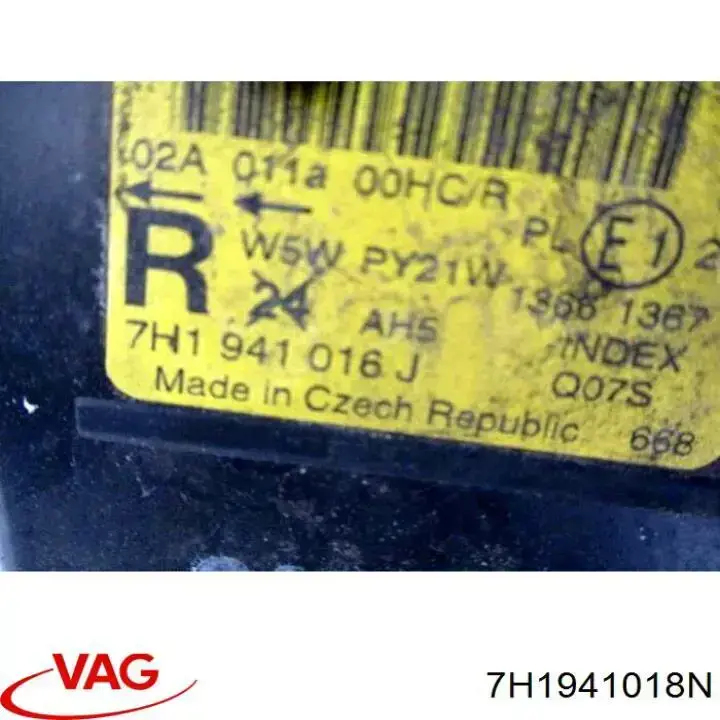 02A 011a 00HC/R
PL E1 2
R W5W PY21W 1366 1367
24 AH5 INDEX
7H1 941 016 J Q07S
Made in Czech Republic 668
VAG 7H1941018N